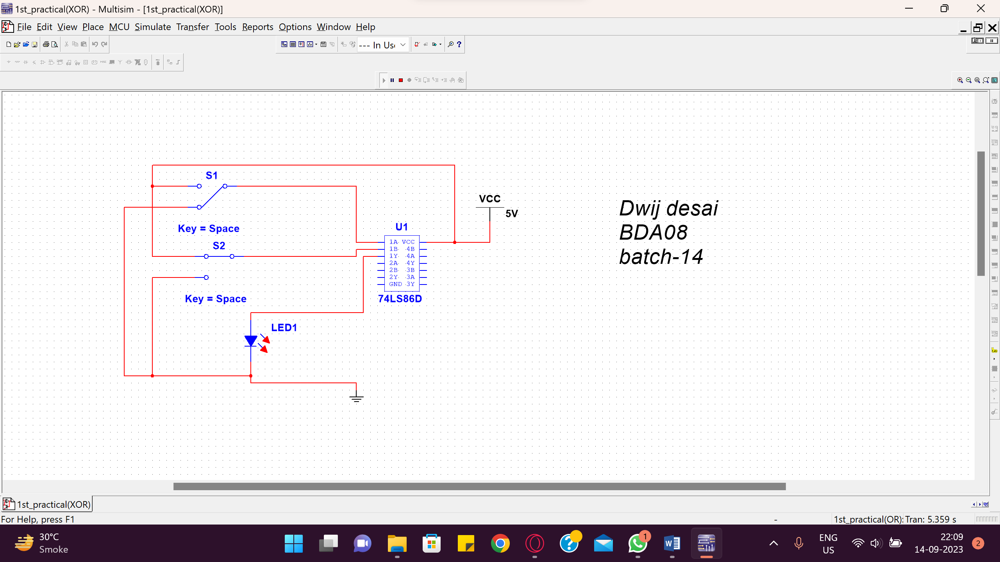 1st_practical(XOR) - Multisim - [1st_practical(XOR)]
File Edit View Place MCU Simulate Transfer Tools Reports Options Window Help
--- In Us
S1
Key = Space
S2
Key = Space
LED1
U1
1A VCC
1B 4B
1Y 4A
2A 4Y
2B 3B
2Y 3A
GND 3Y
74LS86D
VCC
5V
Dwij desai
BDA08
batch-14
1st_practical(XOR)
For Help, press F1
-
1st_practical(OR): Tran: 5.359 s
30°C
Smoke
1
ENG
US
22:09
14-09-2023
2